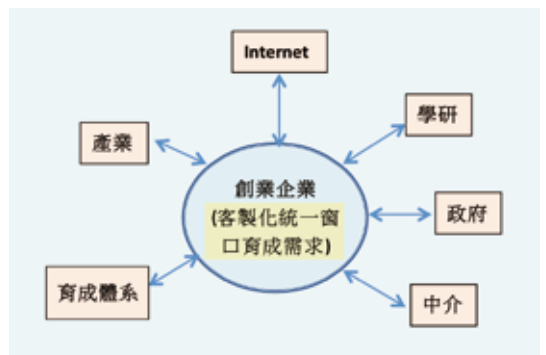 Internet
學研
產業
創業企業
(客製化統一窗
口育成需求)
政府
育成體系
中介